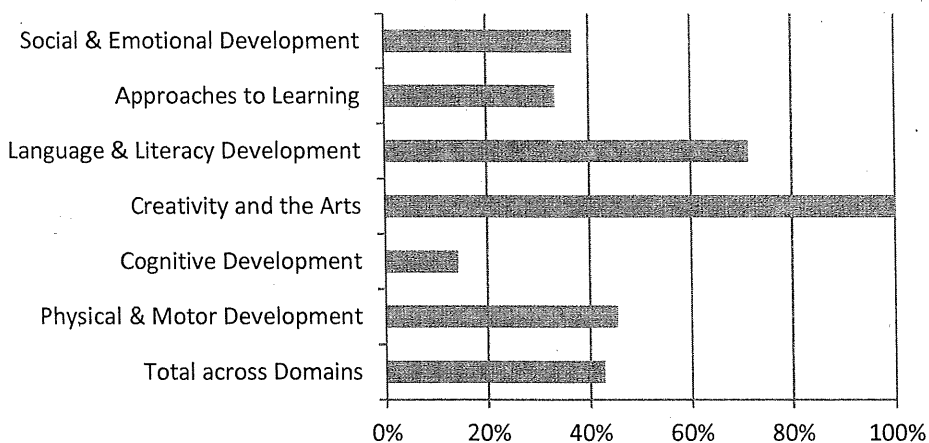 Social & Emotional Development
Approaches to Learning
Language & Literacy Development
Creativity and the Arts
Cognitive Development
Physical & Motor Development
Total across Domains
0% 20% 40% 60% 80% 100%